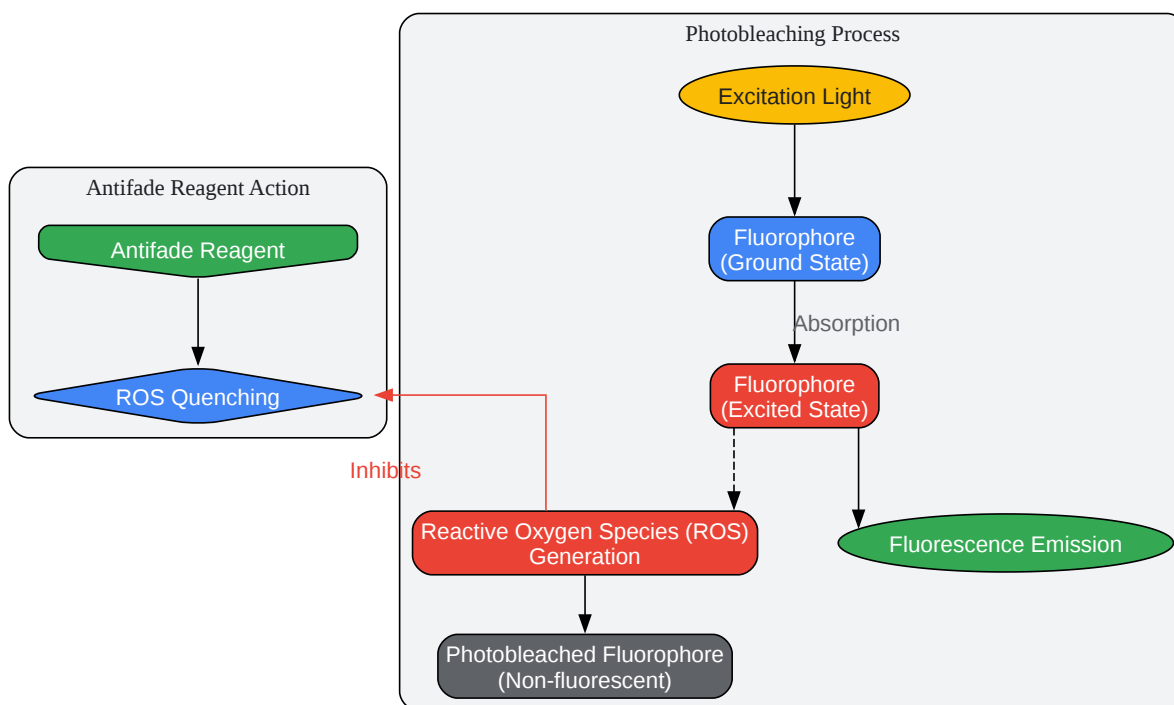 Photobleaching Process
Excitation Light
Antifade Reagent Action
Antifade Reagent
Fluorophore
(Ground State)
Absorption
ROS Quenching
Fluorophore
(Excited State)
Inhibits
Reactive Oxygen Species (ROS)
Generation
Fluorescence Emission
Photobleached Fluorophore
(Non-fluorescent)